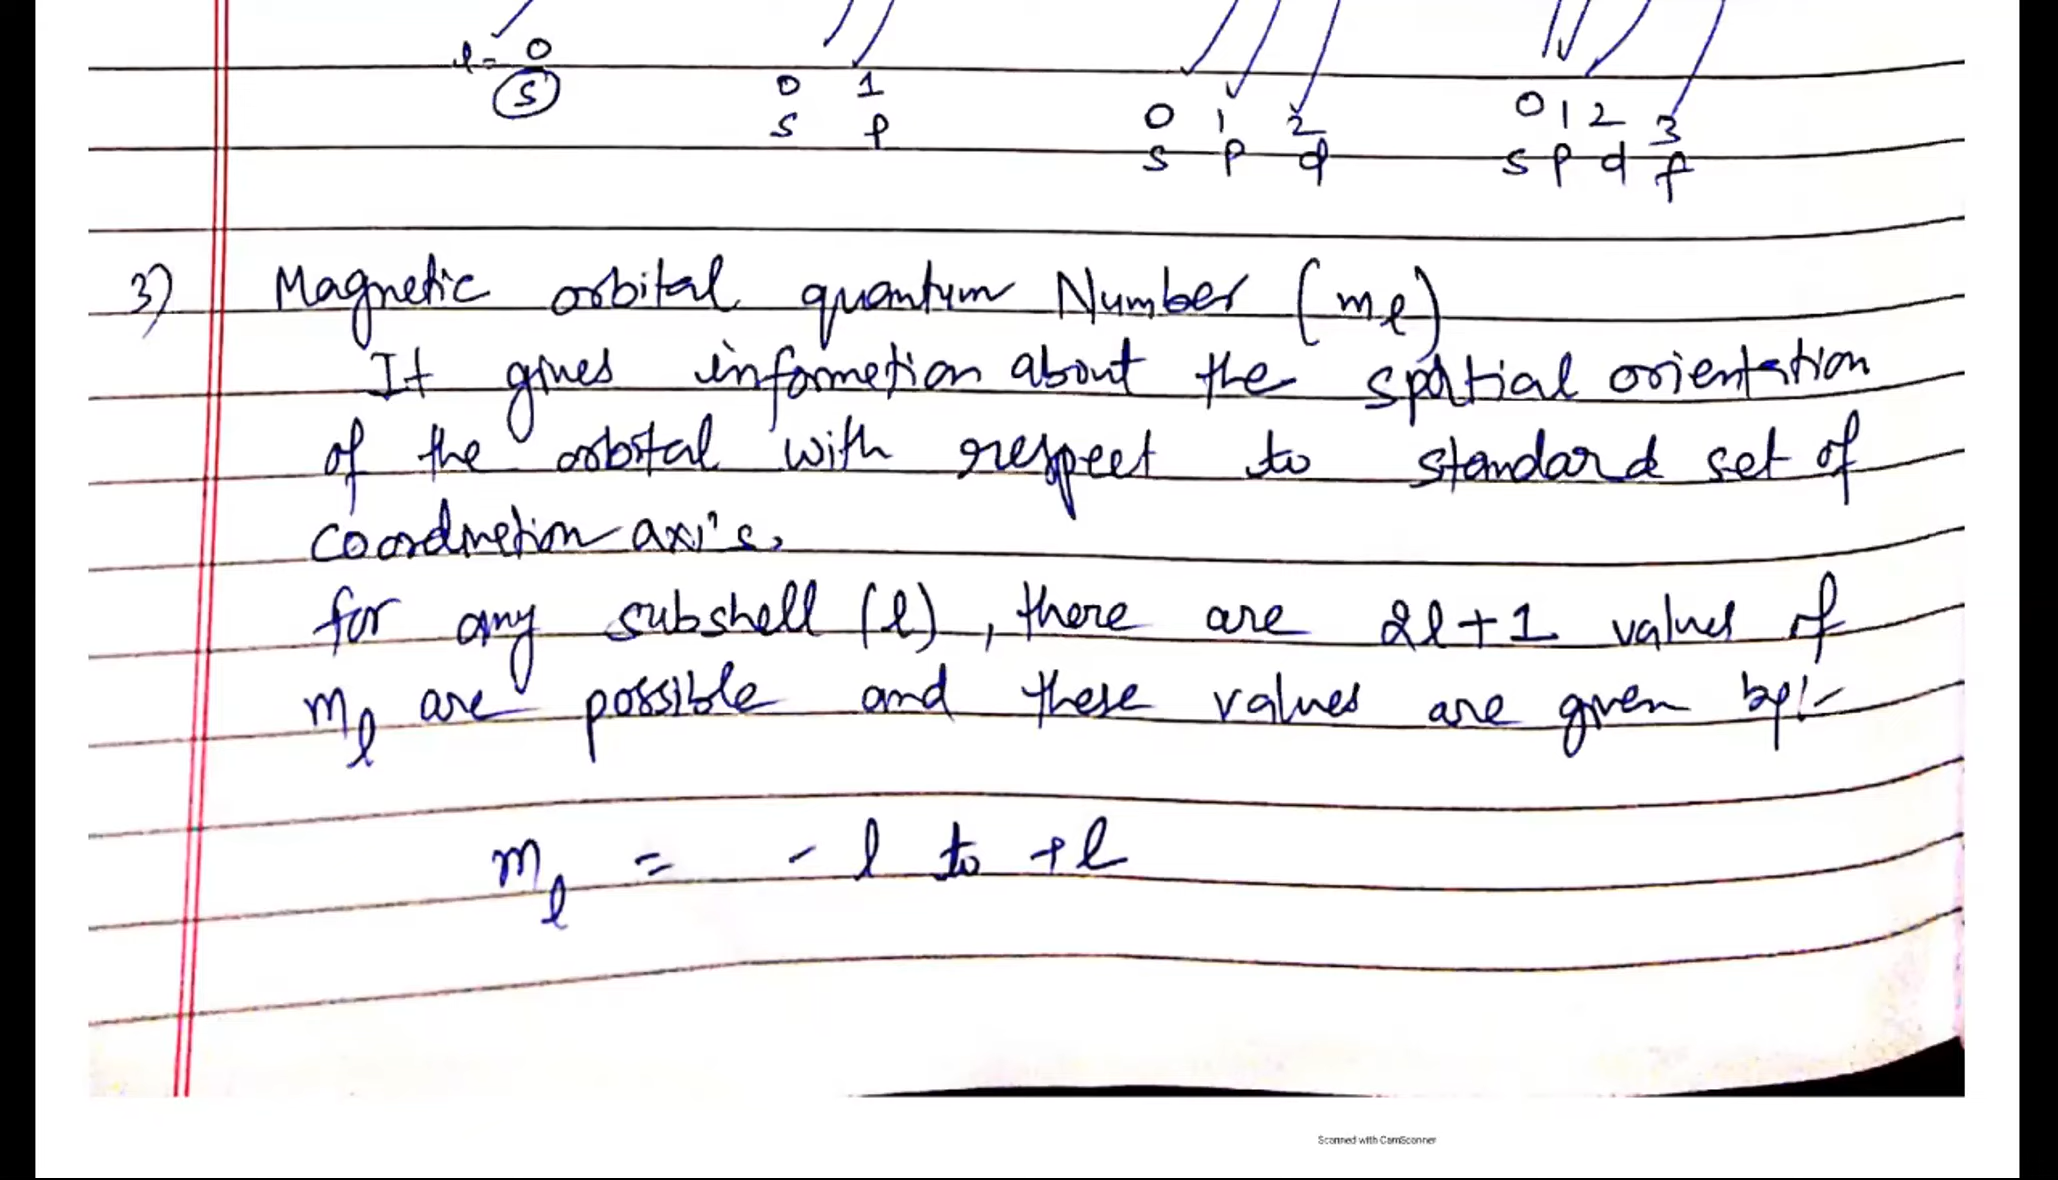 l = 0
s
0 1
s p
0 1 2
s p d
0 1 2 3
s p d f
3) Magnetic orbital quantum Number (ml)
It gives information about the spatial orientation
of the orbital with respect to standard set of
coordination axi's.
for any subshell (l), there are 2l+1 values of
ml are possible and these values are given by:-
ml = - l to + l
Scanned with CamScanner